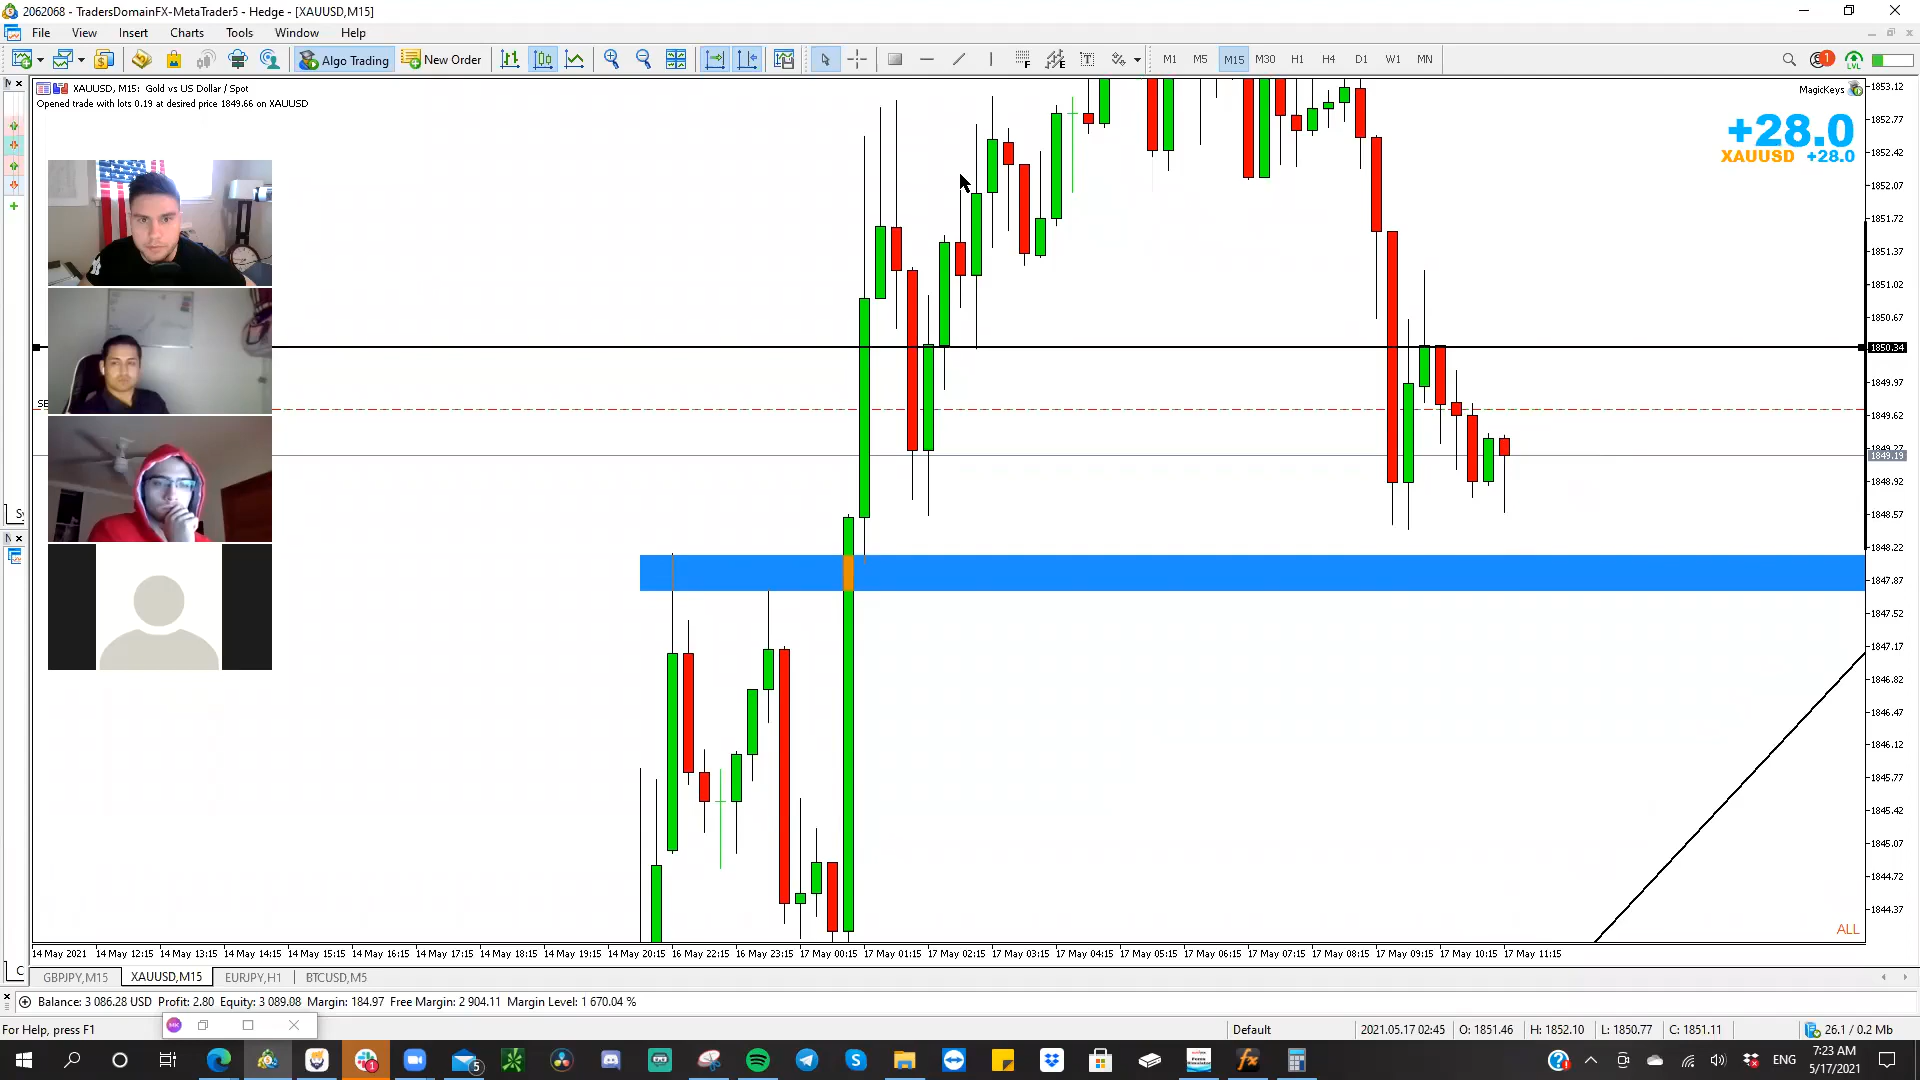 2062068 - TradersDomainFX-MetaTrader5 - Hedge - [XAUUSD,M15]
File View Insert Charts Tools Window Help
Algo Trading New Order M1 M5 M15 M30 H1 H4 D1 W1 MN
XAUUSD, M15: Gold vs US Dollar / Spot
Opened trade with lots 0.19 at desired price 1849.66 on XAUUSD
MagicKeys
+28.0
XAUUSD +28.0
1853.12
1852.77
1852.42
1852.07
1851.72
1851.37
1851.02
1850.67
1850.34
1849.97
1849.62
1849.27
1849.19
1848.92
1848.57
1848.22
1847.87
1847.52
1847.17
1846.82
1846.47
1846.12
1845.77
1845.42
1845.07
1844.72
1844.37
ALL
14 May 2021 14 May 12:15 14 May 13:15 14 May 14:15 14 May 15:15 14 May 16:15 14 May 17:15 14 May 18:15 14 May 19:15 14 May 20:15 16 May 22:15 16 May 23:15 17 May 00:15 17 May 01:15 17 May 02:15 17 May 03:15 17 May 04:15 17 May 05:15 17 May 06:15 17 May 07:15 17 May 08:15 17 May 09:15 17 May 10:15 17 May 11:15
GBPJPY,M15 XAUUSD,M15 EURJPY,H1 BTCUSD,M5
Balance: 3 086.28 USD Profit: 2.80 Equity: 3 089.08 Margin: 184.97 Free Margin: 2 904.11 Margin Level: 1 670.04 %
For Help, press F1 Default 2021.05.17 02:45 O: 1851.46 H: 1852.10 L: 1850.77 C: 1851.11 26.1 / 0.2 Mb
ENG 7:23 AM
5/17/2021